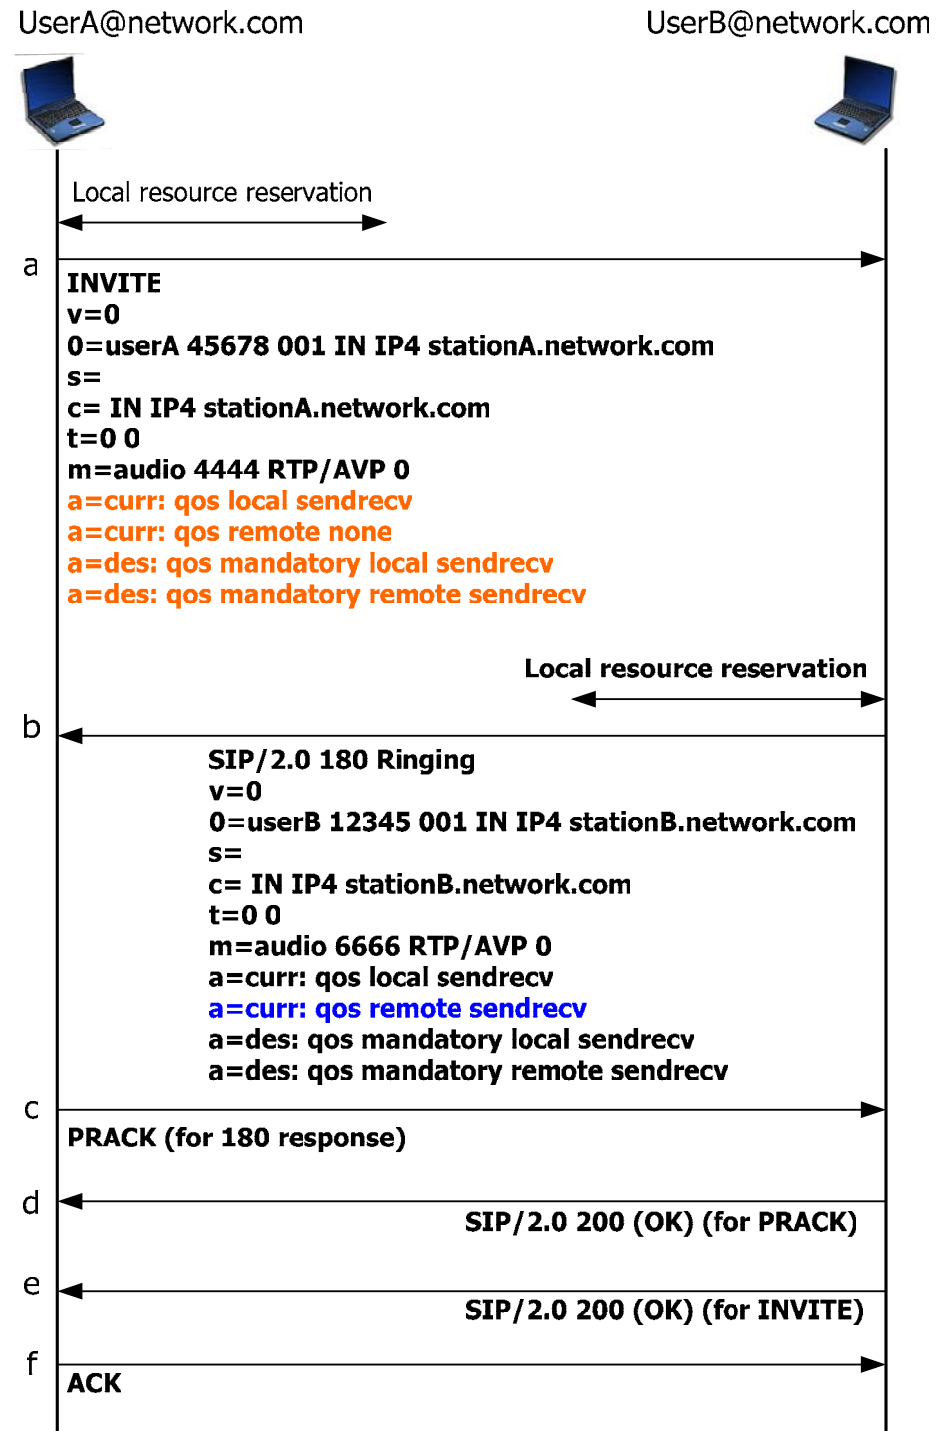 UserA@network.com
UserB@network.com
Local resource reservation
a
INVITE
v=0
0=userA 45678 001 IN IP4 stationA.network.com
s=
c= IN IP4 stationA.network.com
t=0 0
m=audio 4444 RTP/AVP 0
a=curr: qos local sendrecv
a=curr: qos remote none
a=des: qos mandatory local sendrecv
a=des: qos mandatory remote sendrecv
Local resource reservation
b
SIP/2.0 180 Ringing
v=0
0=userB 12345 001 IN IP4 stationB.network.com
s=
c= IN IP4 stationB.network.com
t=0 0
m=audio 6666 RTP/AVP 0
a=curr: qos local sendrecv
a=curr: qos remote sendrecv
a=des: qos mandatory local sendrecv
a=des: qos mandatory remote sendrecv
c
PRACK (for 180 response)
d
SIP/2.0 200 (OK) (for PRACK)
e
SIP/2.0 200 (OK) (for INVITE)
f
ACK